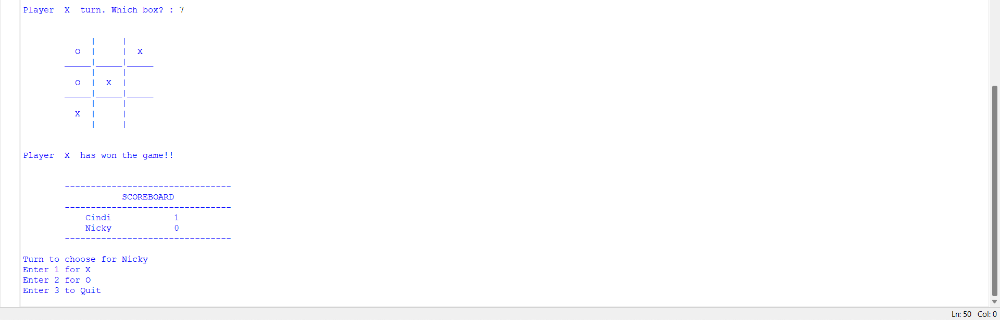 Player  X  turn. Which box? : 7
     |     |
  O  |     |  X
_____|_____|_____
     |     |
  O  |  X  |
_____|_____|_____
     |     |
  X  |     |
     |     |
Player  X  has won the game!!
--------------------------------
           SCOREBOARD
--------------------------------
    Cindi            1
    Nicky            0
--------------------------------
Turn to choose for Nicky
Enter 1 for X
Enter 2 for O
Enter 3 to Quit
Ln: 50 Col: 0